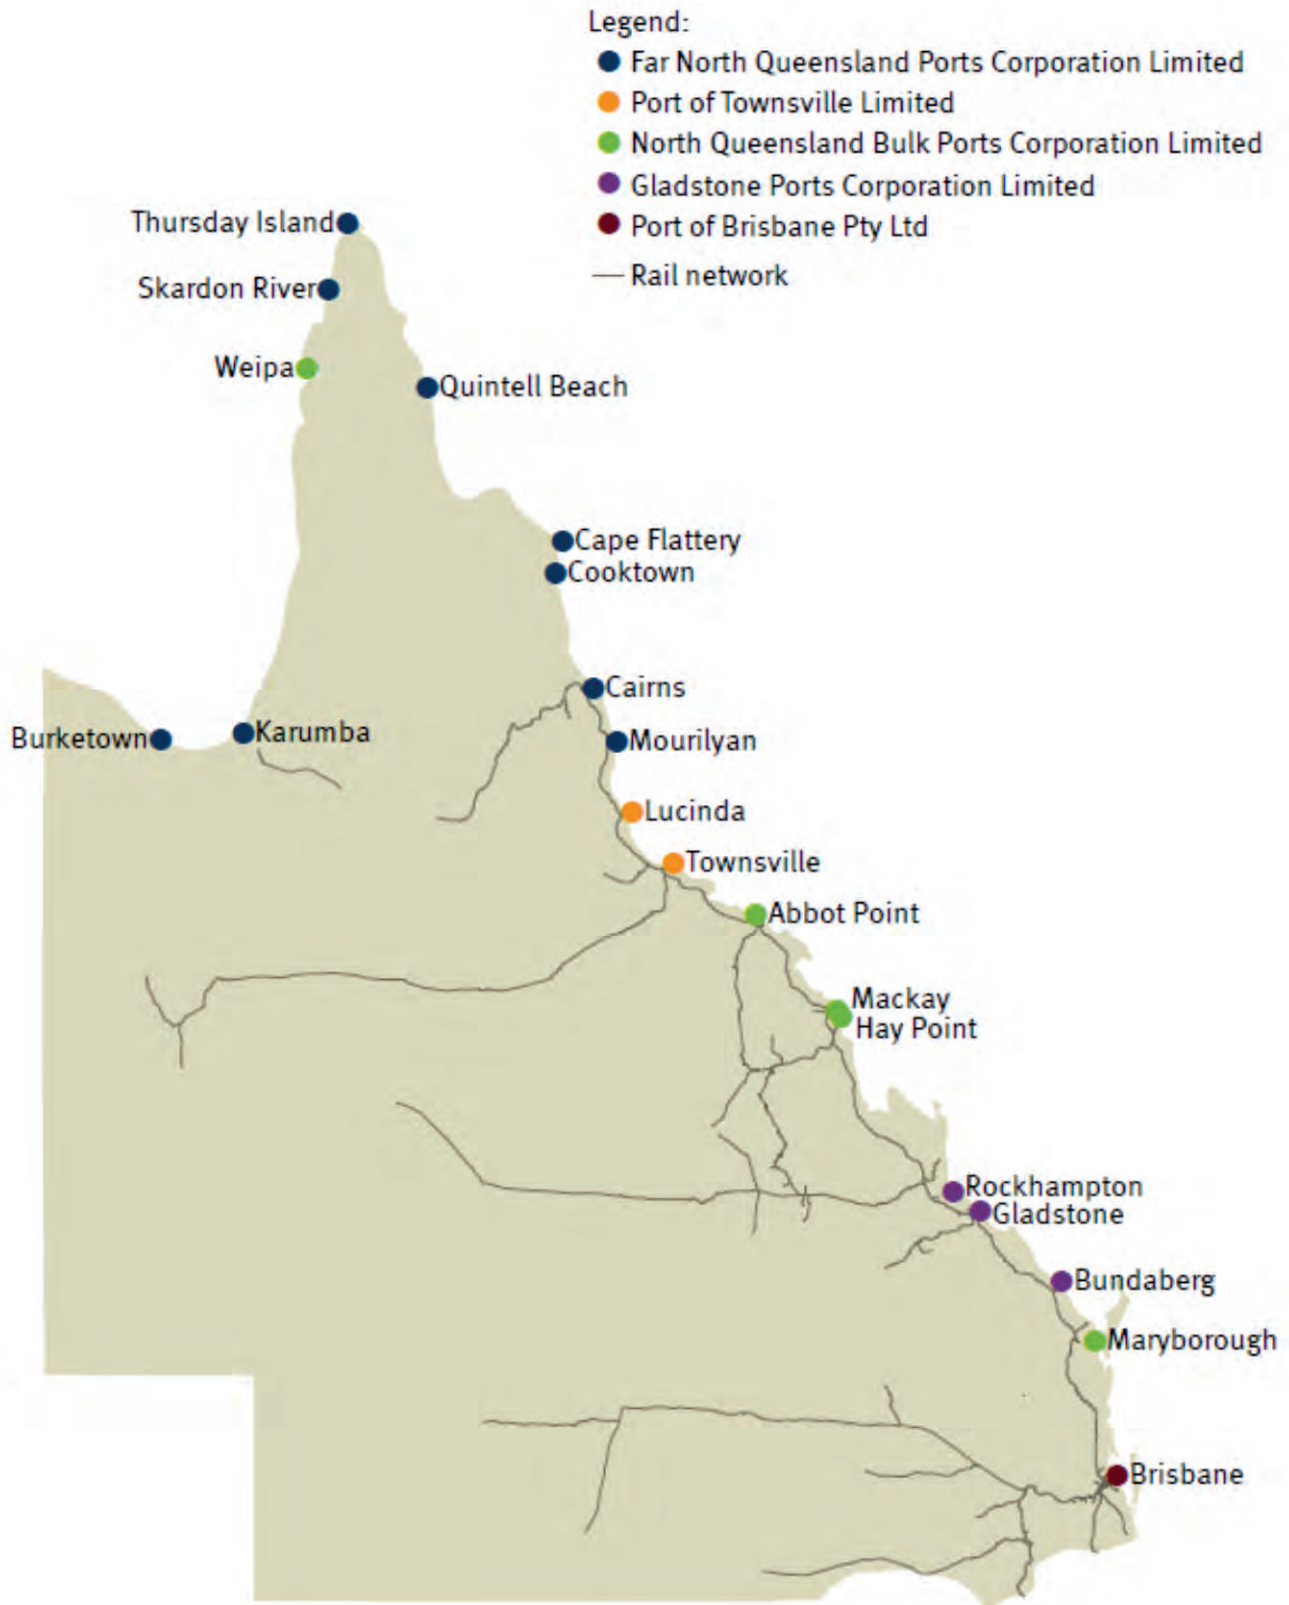 Legend:
Far North Queensland Ports Corporation Limited
Port of Townsville Limited
North Queensland Bulk Ports Corporation Limited
Gladstone Ports Corporation Limited
Port of Brisbane Pty Ltd
Rail network
Thursday Island
Skardon River
Weipa
Quintell Beach
Cape Flattery
Cooktown
Cairns
Burketown
Karumba
Mourilyan
Lucinda
Townsville
Abbot Point
Mackay
Hay Point
Rockhampton
Gladstone
Bundaberg
Maryborough
Brisbane